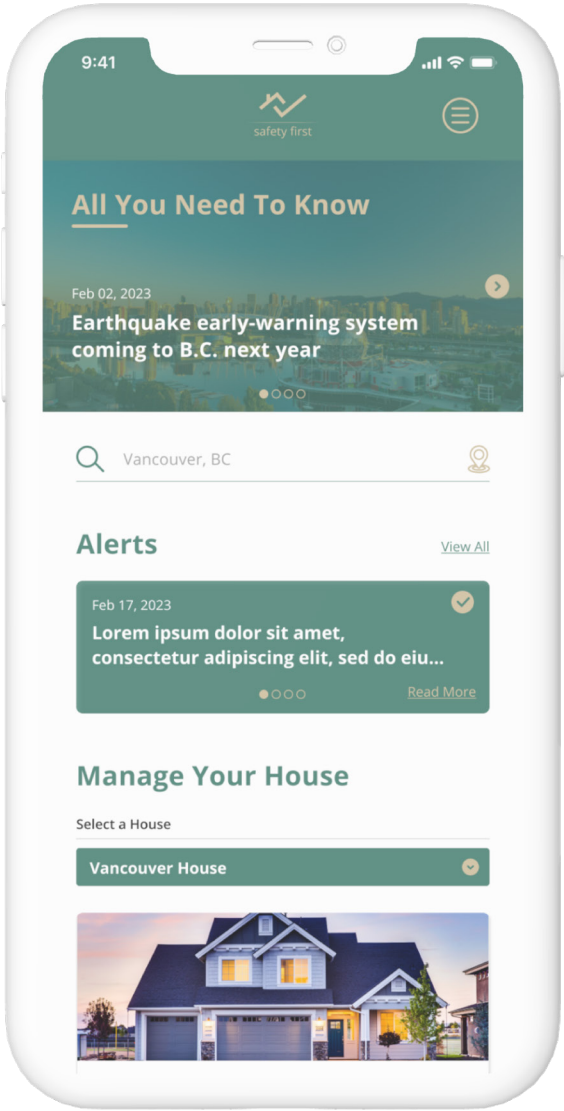 9:41
safety first
All You Need To Know
Feb 02, 2023
Earthquake early-warning system
coming to B.C. next year
Vancouver, BC
Alerts
View All
Feb 17, 2023
Lorem ipsum dolor sit amet,
consectetur adipiscing elit, sed do eiu...
Read More
Manage Your House
Select a House
Vancouver House